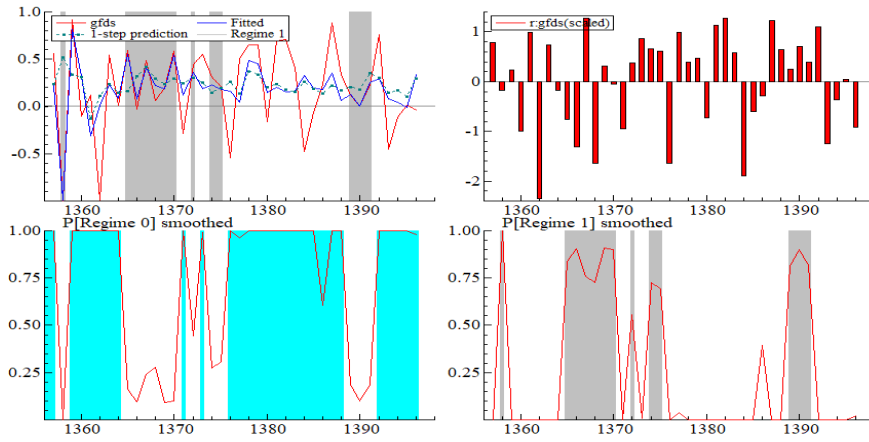 gfds Fitted
1-step prediction Regime 1
1.0
0.5
0.0
-0.5
1360 1370 1380 1390
r:gfds(scaled)
1
0
-1
-2
1360 1370 1380 1390
P[Regime 0] smoothed
1.00
0.75
0.50
0.25
1360 1370 1380 1390
P[Regime 1] smoothed
1.00
0.75
0.50
0.25
1360 1370 1380 1390